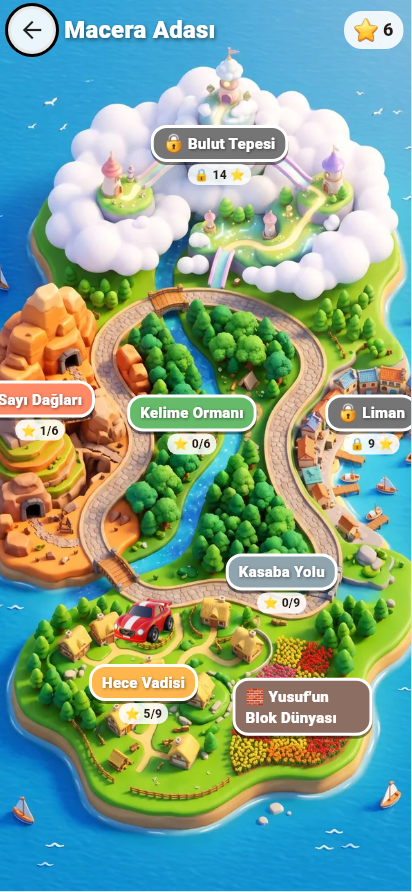 Macera Adası
6
Bulut Tepesi
14
Sayı Dağları
1/6
Kelime Ormanı
0/6
Liman
9
Kasaba Yolu
0/9
Hece Vadisi
5/9
Yusuf'un
Blok Dünyası